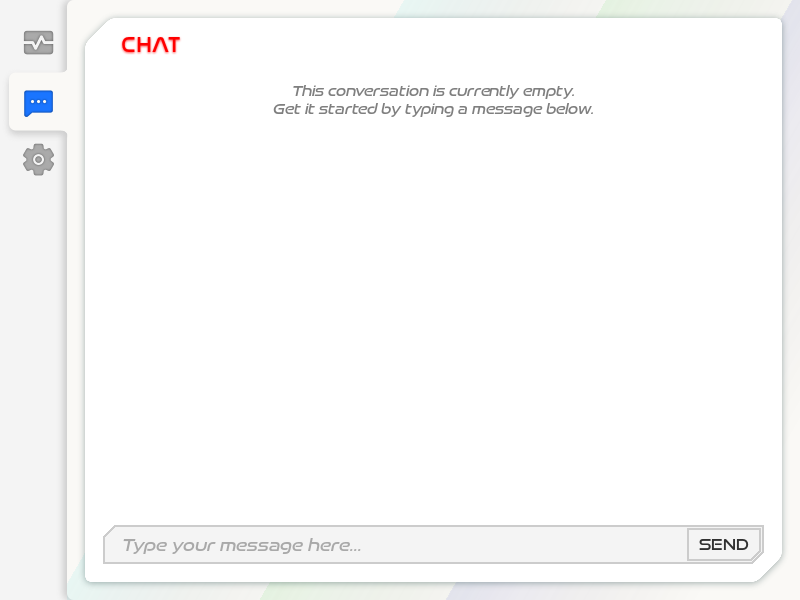 CHAT
This conversation is currently empty.
Get it started by typing a message below.
Type your message here...
SEND